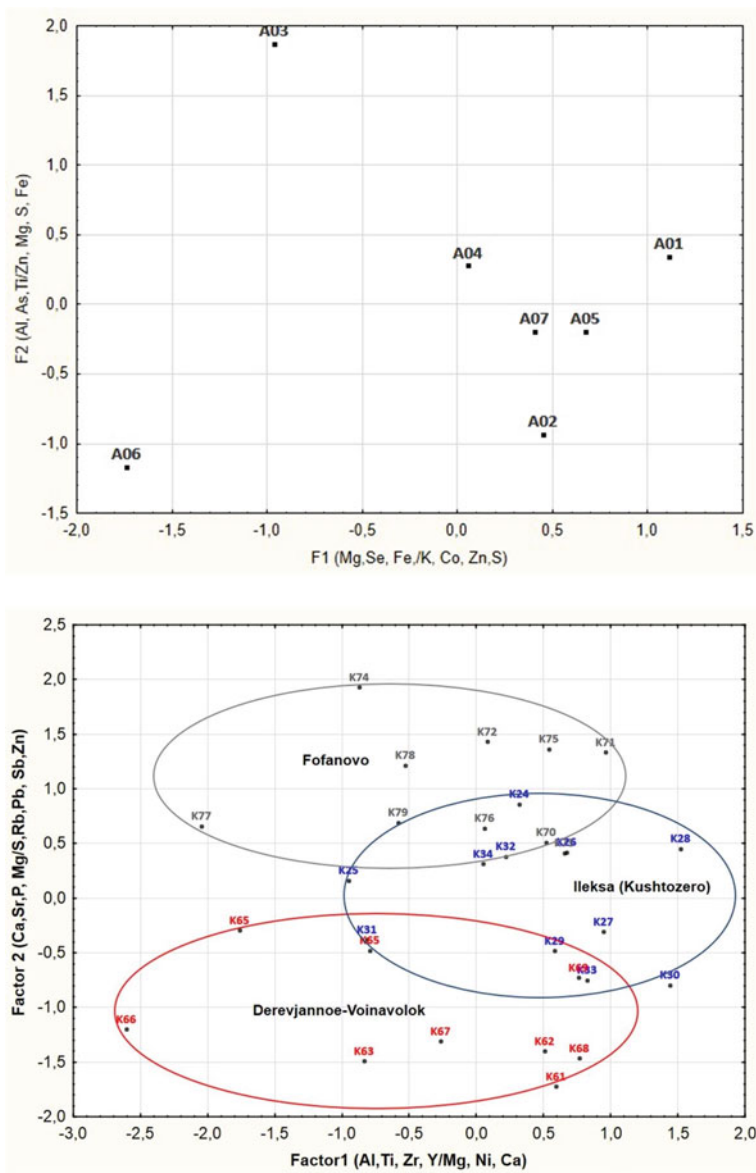 2,0
1,5
1,0
0,5
0,0
-0,5
-1,0
-1,5
F2 (Al, As,Ti/Zn, Mg, S, Fe)
A03
A04
A01
A07 A05
A02
A06
-2,0 -1,5 -1,0 -0,5 0,0 0,5 1,0 1,5
F1 (Mg,Se, Fe,/K, Co, Zn,S)
2,5
2,0
1,5
1,0
0,5
0,0
-0,5
-1,0
-1,5
-2,0
Factor 2 (Ca,Sr,P, Mg/S,Rb,Pb, Sb,Zn)
K74
K72 K75 K71
K78
Fofanovo
K24
K77 K79 K76
K70 K26 K28
K34 K32
K25
Ileksa (Kushtozero)
K65 K31 K27
K65 K29
K69 K33 K30
Derevjannoe-Voinavolok
K66 K67
K63 K62 K68
K61
-3,0 -2,5 -2,0 -1,5 -1,0 -0,5 0,0 0,5 1,0 1,5 2,0
Factor1 (Al,Ti, Zr, Y/Mg, Ni, Ca)